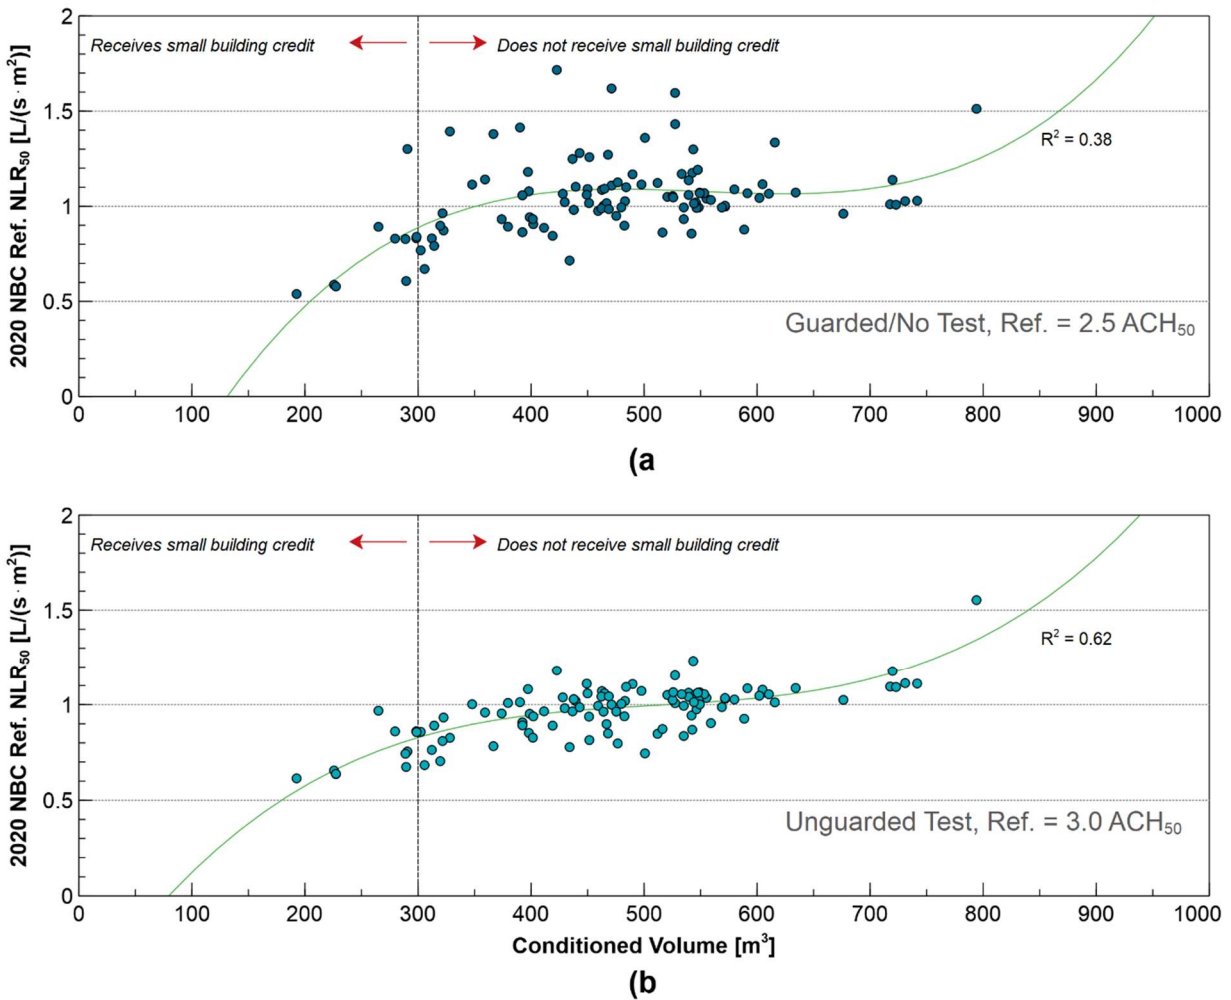 2
Receives small building credit
Does not receive small building credit
1.5
R² = 0.38
1
0.5
Guarded/No Test, Ref. = 2.5 ACH₅₀
0
2020 NBC Ref. NLR₅₀ [L/(s·m²)]
0 100 200 300 400 500 600 700 800 900 1000
(a
2
Receives small building credit
Does not receive small building credit
1.5
R² = 0.62
1
0.5
Unguarded Test, Ref. = 3.0 ACH₅₀
0
2020 NBC Ref. NLR₅₀ [L/(s·m²)]
0 100 200 300 400 500 600 700 800 900 1000
Conditioned Volume [m³]
(b